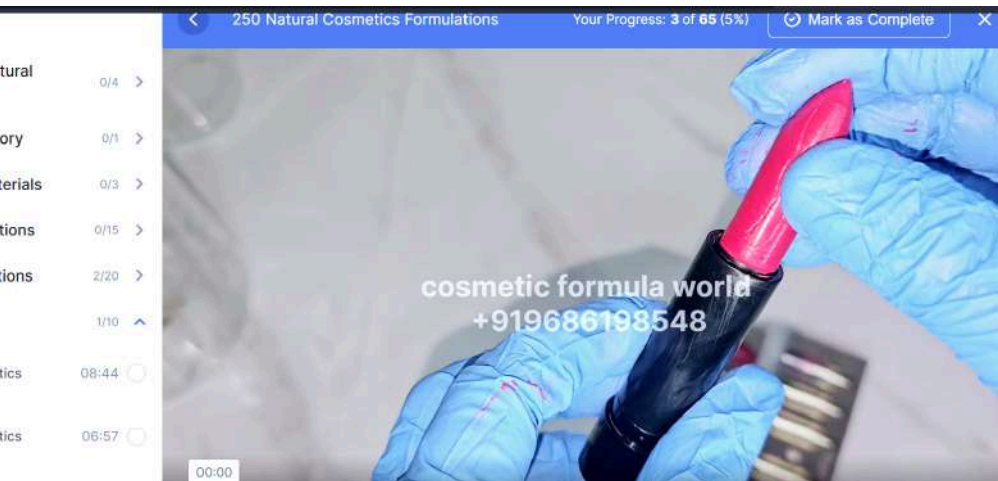 250 Natural Cosmetics Formulations
Your Progress: 3 of 65 (5%)
Mark as Complete
tural
0/4
ory
0/1
terials
0/3
tions
0/15
tions
2/20
1/10
tics
08:44
tics
06:57
cosmetic formula world
+919686198548
00:00